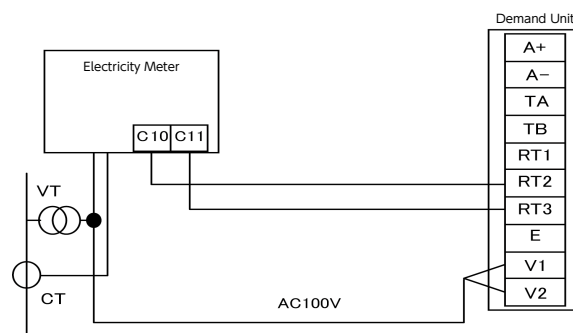 Demand Unit
Electricity Meter
A+
A−
TA
TB
C10 C11
RT1
RT2
RT3
E
V1
V2
VT
CT
AC100V